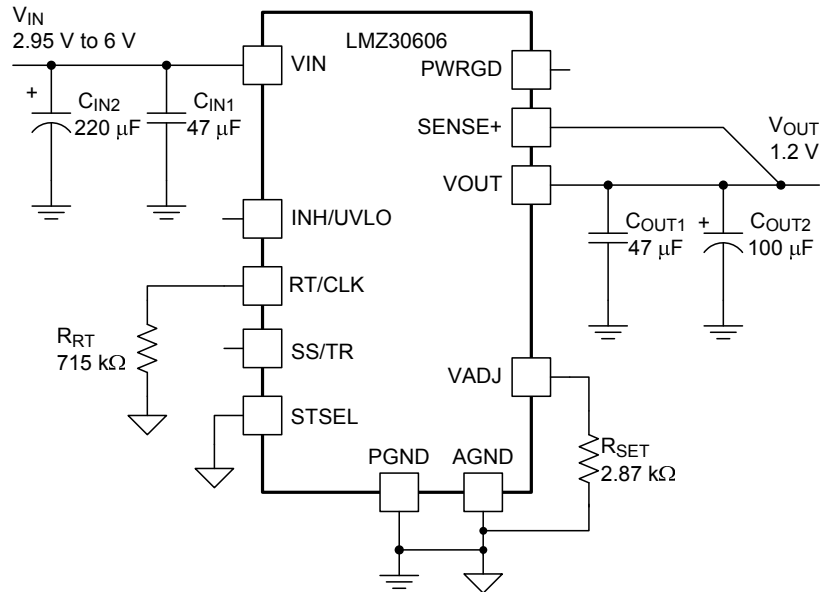 VIN
2.95 V to 6 V
LMZ30606
VIN
PWRGD
+
CIN2
220 μF
CIN1
47 μF
SENSE+
VOUT
1.2 V
VOUT
INH/UVLO
COUT1
47 μF
+
COUT2
100 μF
RT/CLK
RRT
715 kΩ
SS/TR
VADJ
STSEL
RSET
2.87 kΩ
PGND
AGND